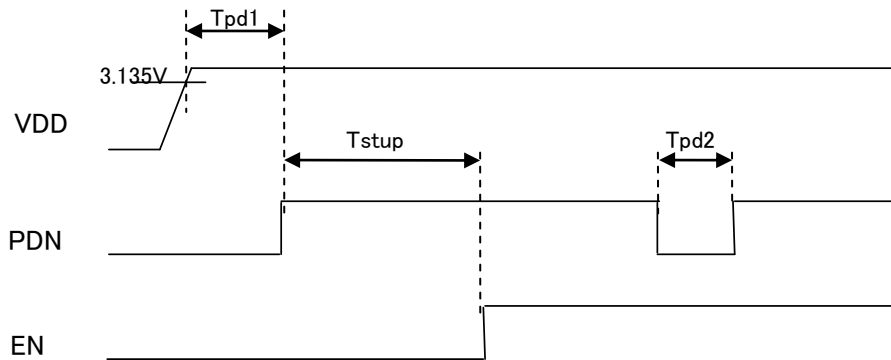 Tpd1
3.135V
VDD
Tstup
Tpd2
PDN
EN